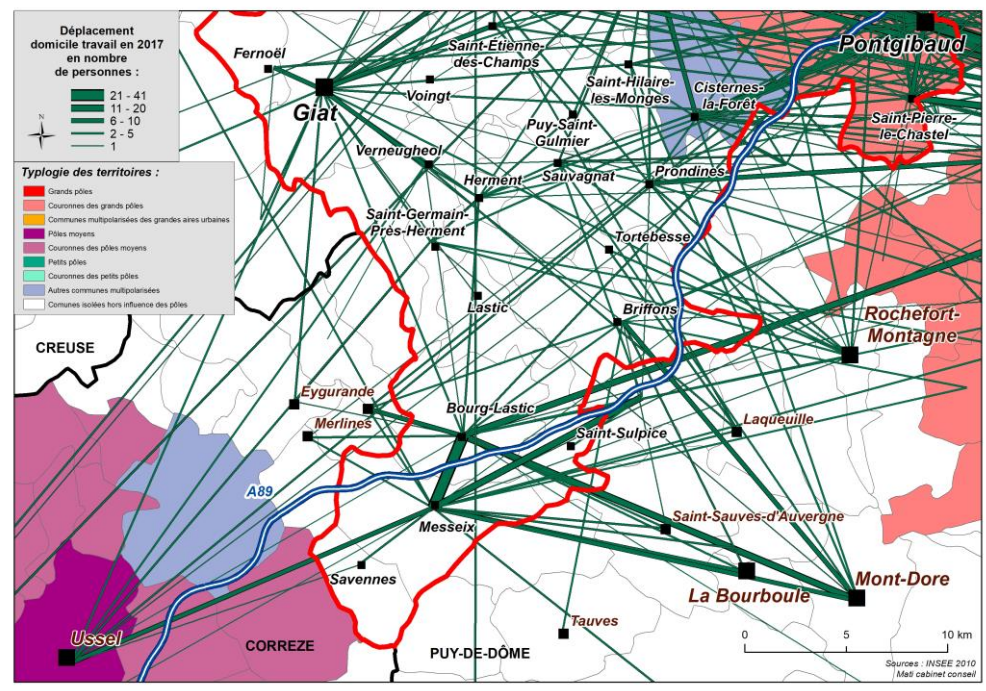 Déplacement
domicile travail en 2017
en nombre
de personnes :
21 - 41
11 - 20
6 - 10
2 - 5
1
N
Typlogie des territoires :
Grands pôles
Couronnes des grands pôles
Communes multipolarisées des grandes aires urbaines
Pôles moyens
Couronnes des pôles moyens
Petits pôles
Couronnes des petits pôles
Autres communes multipolarisées
Comunes isolées hors influence des pôles
Fernoël
Saint-Étienne-
des-Champs
Pontgibaud
Giat
Voingt
Saint-Hilaire-
les-Monges
Cisternes-
la-Forêt
Saint-Pierre-
le-Chastel
Puy-Saint-
Gulmier
Verneugheol
Sauvagnat
Prondines
Herment
Saint-Germain-
Près-Herment
Tortebesse
Lastic
Briffons
Rochefort-
Montagne
CREUSE
Eygurande
Merlines
Bourg-Lastic
Saint-Sulpice
Laqueuille
A89
Messeix
Saint-Sauves-d'Auvergne
Savennes
La Bourboule
Mont-Dore
Ussel
Tauves
CORREZE
PUY-DE-DÔME
0 5 10 km
Sources : INSEE 2010
Mati cabinet conseil